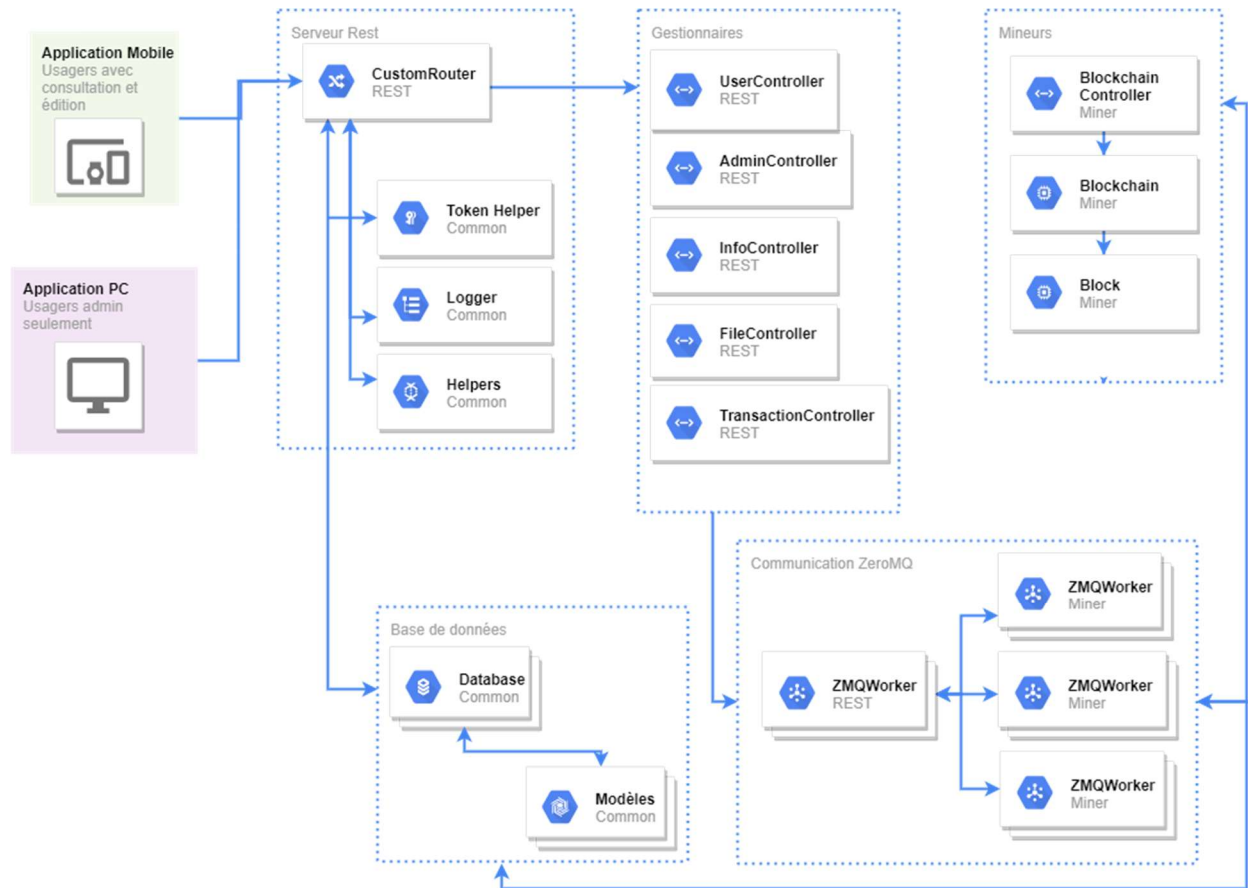 Application Mobile
Usagers avec
consultation et
édition
Application PC
Usagers admin
seulement
Serveur Rest
CustomRouter
REST
Token Helper
Common
Logger
Common
Helpers
Common
Gestionnaires
UserController
REST
AdminController
REST
InfoController
REST
FileController
REST
TransactionController
REST
Mineurs
Blockchain
Controller
Miner
Blockchain
Miner
Block
Miner
Base de données
Database
Common
Modèles
Common
Communication ZeroMQ
ZMQWorker
REST
ZMQWorker
Miner
ZMQWorker
Miner
ZMQWorker
Miner